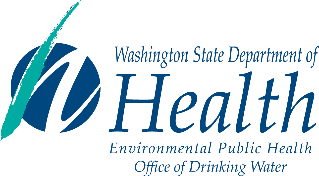 Washington State Department of
Health
Environmental Public Health
Office of Drinking Water